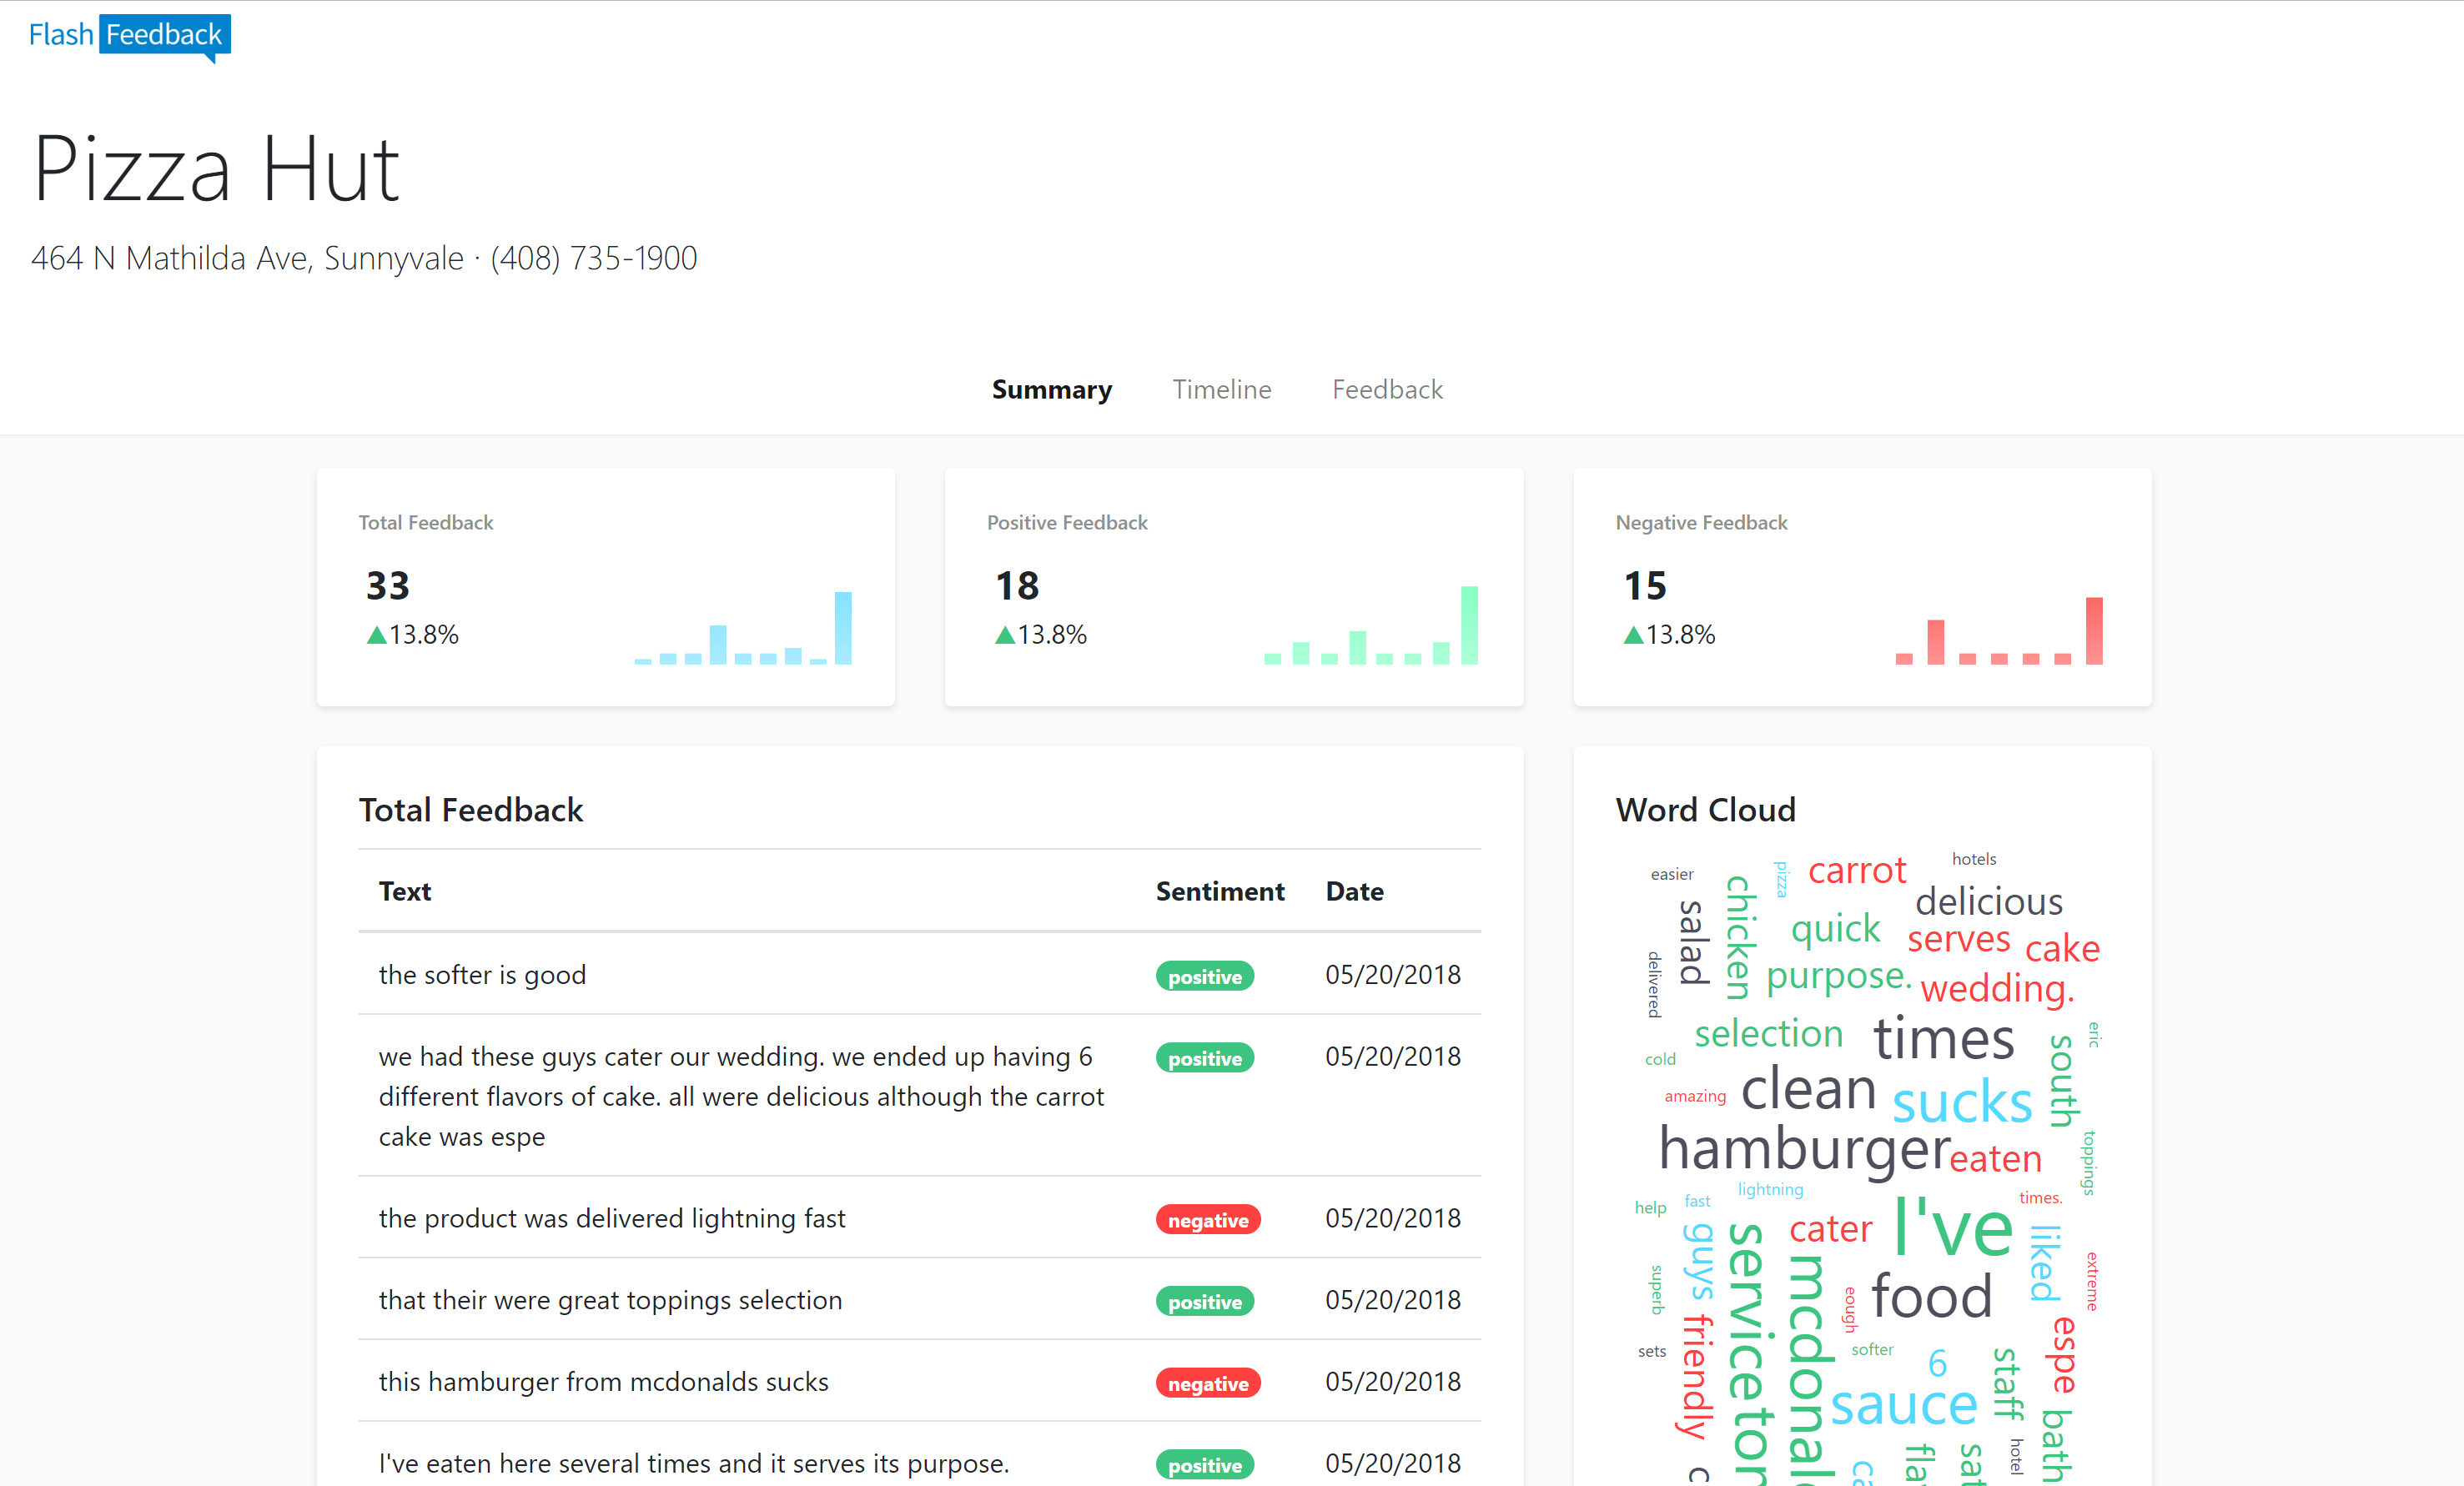 Flash Feedback
Pizza Hut
464 N Mathilda Ave, Sunnyvale · (408) 735-1900
Summary Timeline Feedback
Total Feedback
33
13.8%
Positive Feedback
18
13.8%
Negative Feedback
15
13.8%
Total Feedback
Text Sentiment Date
the softer is good positive 05/20/2018
we had these guys cater our wedding. we ended up having 6 positive 05/20/2018
different flavors of cake. all were delicious although the carrot
cake was espe
the product was delivered lightning fast negative 05/20/2018
that their were great toppings selection positive 05/20/2018
this hamburger from mcdonalds sucks negative 05/20/2018
I've eaten here several times and it serves its purpose. positive 05/20/2018
Word Cloud
hotels
easier
pizza
carrot
chicken
delicious
salad
quick
serves
cake
delivered
purpose.
wedding.
selection
times
eric
south
cold
clean
sucks
amazing
hamburger
eaten
toppings
lightning
help
fast
times.
I've
cater
guys
service
liked
mcdonal
extreme
superb
food
eough
friendly
espe
sets
softer
6
staff
sauce
tor
bath
hotel
fla
sat
ca
c